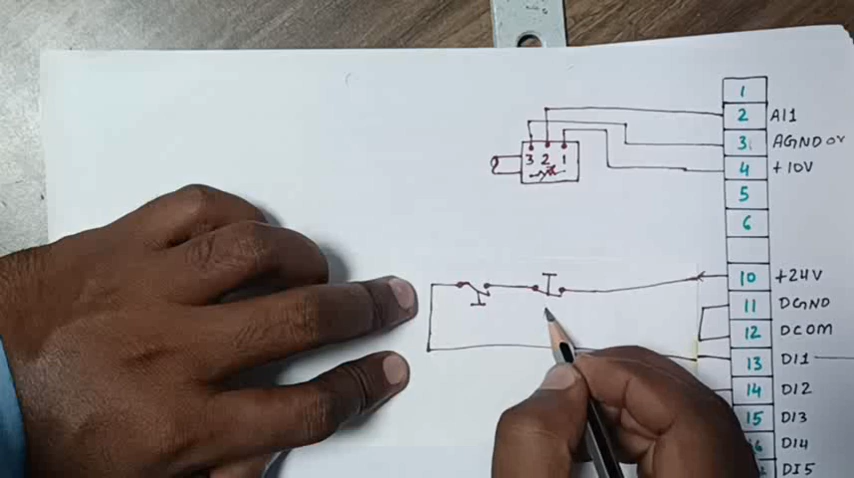 1
2 AI1
3 AGND 0V
4 +10V
3 2 1
5
6
10 +24V
11 DGND
12 DCOM
13 DI1
14 DI2
15 DI3
DI4
DI5